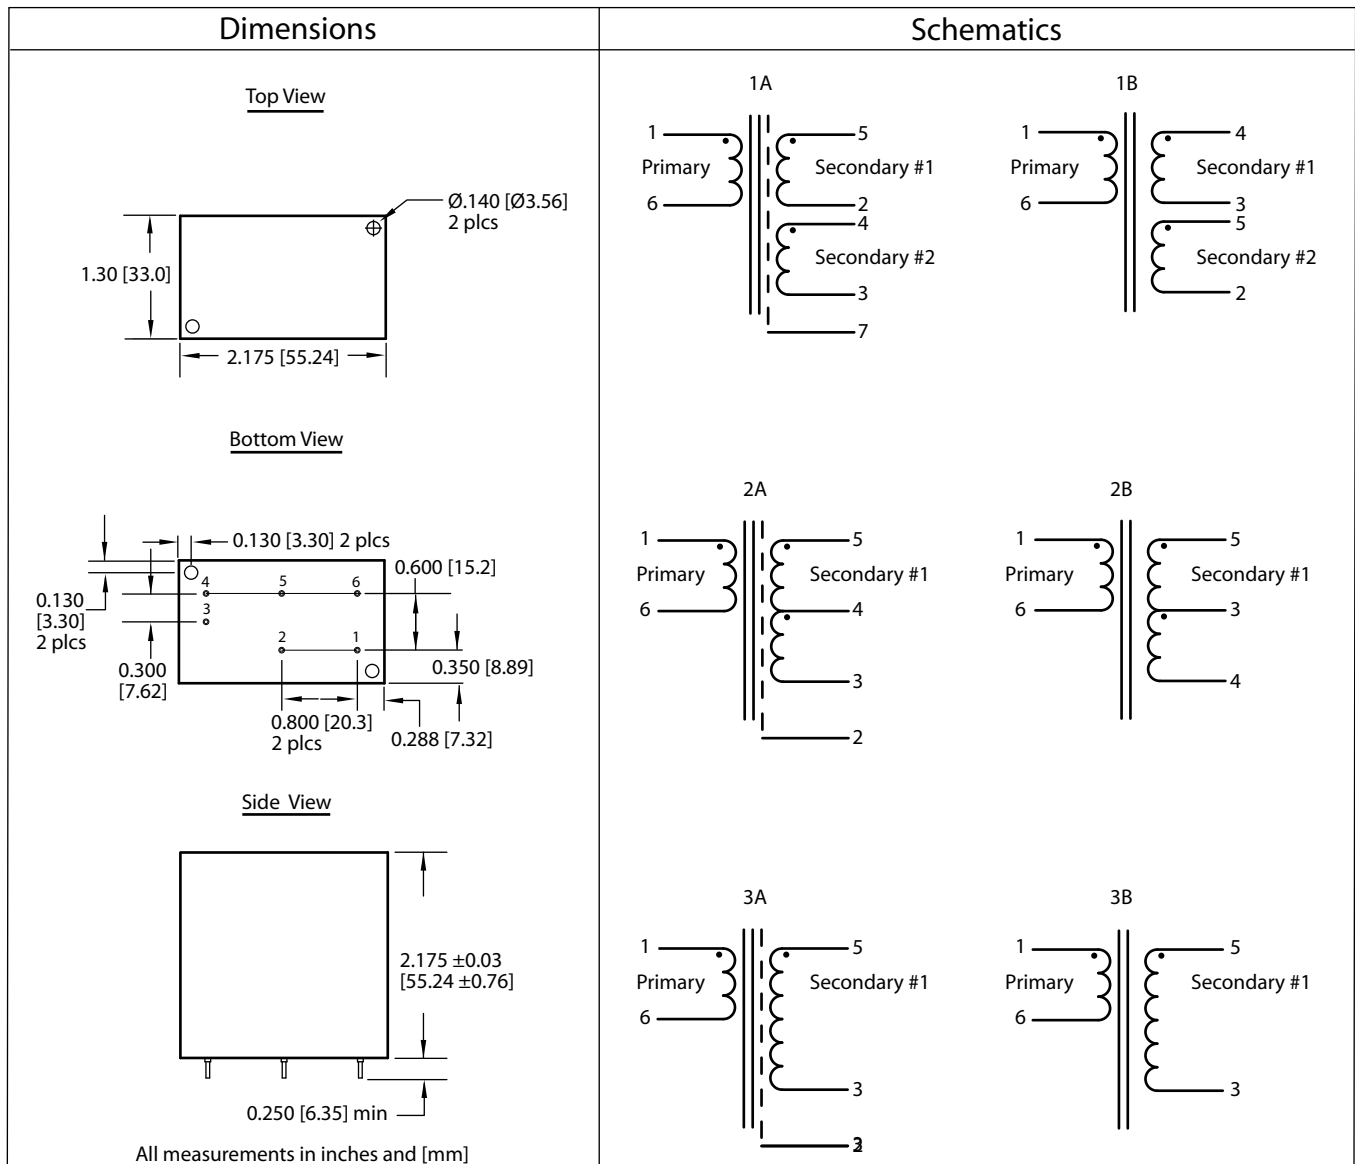 Dimensions
Schematics
Top View
Ø.140 [Ø3.56]
2 plcs
1.30 [33.0]
2.175 [55.24]
Bottom View
0.130 [3.30] 2 plcs
0.600 [15.2]
0.130
[3.30]
2 plcs
4
5
6
3
2
1
0.300
[7.62]
0.350 [8.89]
0.800 [20.3]
2 plcs
0.288 [7.32]
Side View
2.175 ±0.03
[55.24 ±0.76]
0.250 [6.35] min
All measurements in inches and [mm]
1A
1
5
Primary
Secondary #1
6
2
4
Secondary #2
3
7
1B
1
4
Primary
Secondary #1
6
3
5
Secondary #2
2
2A
1
5
Primary
Secondary #1
6
4
3
2
2B
1
5
Primary
Secondary #1
6
3
4
3A
1
5
Primary
Secondary #1
6
3
3B
1
5
Primary
Secondary #1
6
3